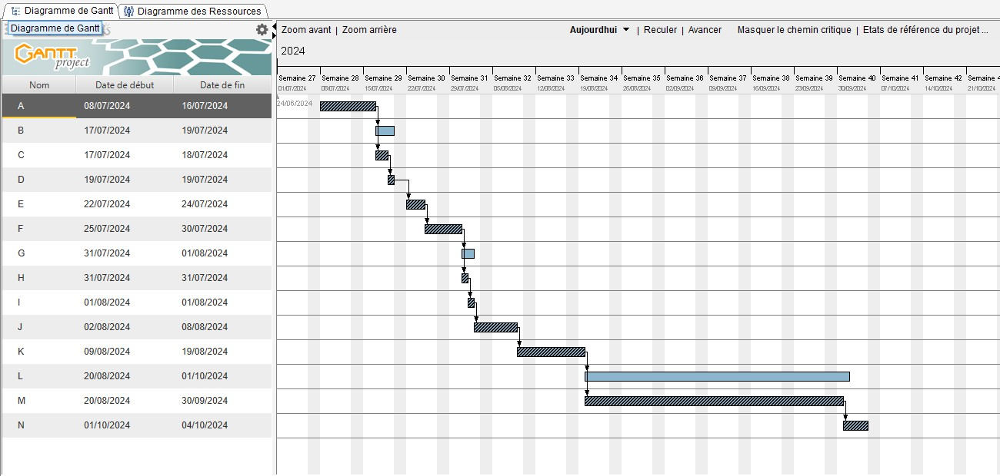 Diagramme de Gantt Diagramme des Ressources
Diagramme de Gantt
Zoom avant | Zoom arrière Aujourd'hui | Reculer | Avancer Masquer le chemin critique | Etats de référence du projet ...
GANTT project
2024
Nom Date de début Date de fin
Semaine 27 Semaine 28 Semaine 29 Semaine 30 Semaine 31 Semaine 32 Semaine 33 Semaine 34 Semaine 35 Semaine 36 Semaine 37 Semaine 38 Semaine 39 Semaine 40 Semaine 41 Semaine 42 Semaine 4
01/07/2024 08/07/2024 15/07/2024 22/07/2024 29/07/2024 05/08/2024 12/08/2024 19/08/2024 26/08/2024 02/09/2024 09/09/2024 16/09/2024 23/09/2024 30/09/2024 07/10/2024 14/10/2024 21/10/2024
24/06/2024
A 08/07/2024 16/07/2024
B 17/07/2024 19/07/2024
C 17/07/2024 18/07/2024
D 19/07/2024 19/07/2024
E 22/07/2024 24/07/2024
F 25/07/2024 30/07/2024
G 31/07/2024 01/08/2024
H 31/07/2024 31/07/2024
I 01/08/2024 01/08/2024
J 02/08/2024 08/08/2024
K 09/08/2024 19/08/2024
L 20/08/2024 01/10/2024
M 20/08/2024 30/09/2024
N 01/10/2024 04/10/2024